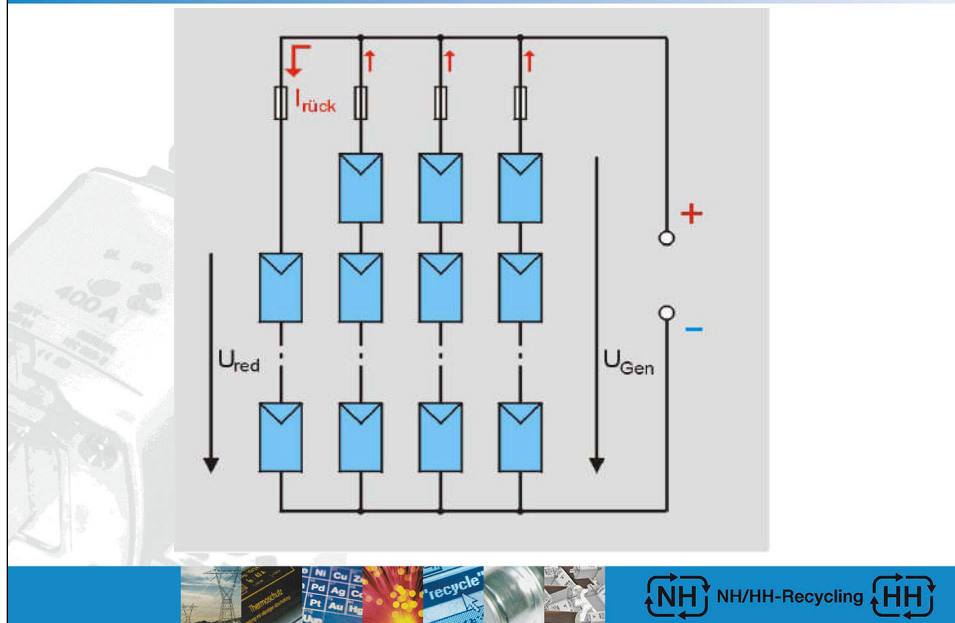 I rück
+
−
U red
U Gen
400 A
Thermoschutz
Ni Cu Zn
Pd Ag Cd
Pt Au Hg
recycle"
NH NH/HH-Recycling HH